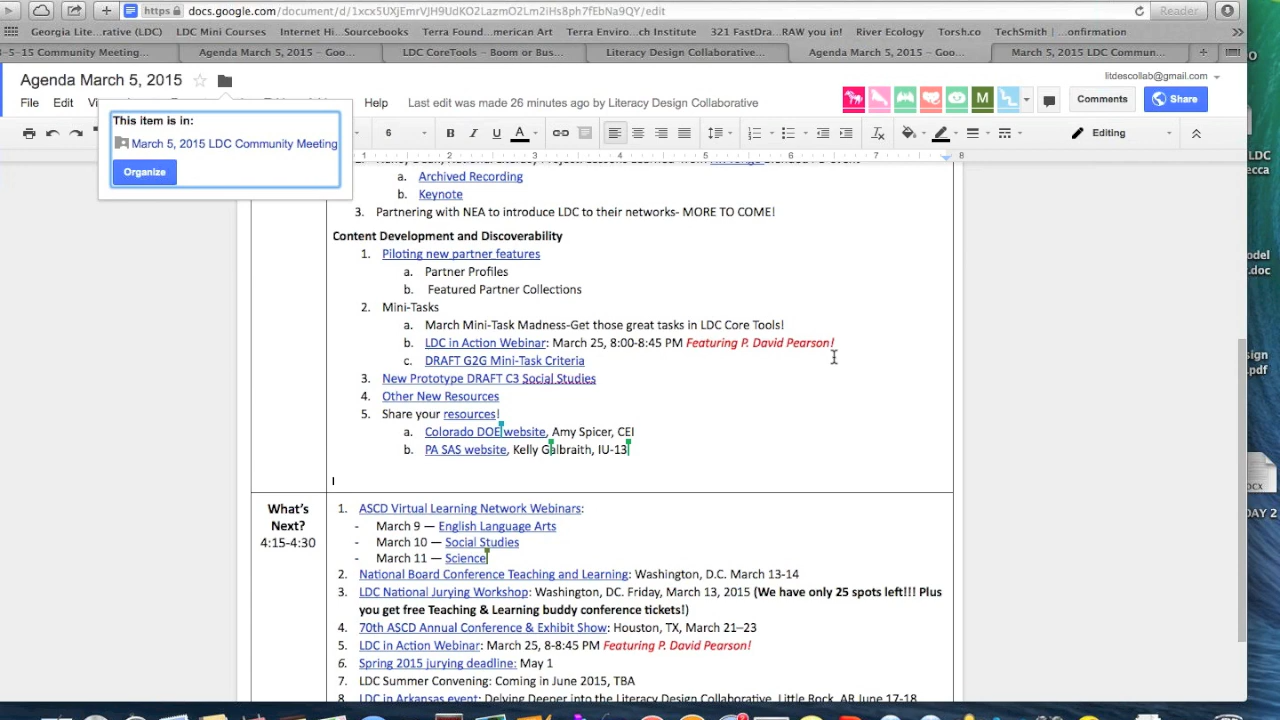 https docs.google.com/document/d/1xcx5UXjEmrVJH9UdKO2LazmO2Lm2iHs8ph7fEbNa9QY/edit Reader
Georgia Lite...rative (LDC) LDC Mini Courses Internet Hi...Sourcebooks Terra Found...merican Art Terra Enviro...ch Institute 321 FastDra...RAW you in! River Ecology Torsh.co TechSmith | ...onfirmation
3–5–15 Community Meeting... Agenda March 5, 2015 – Goo... LDC CoreTools – Boom or Bus... Literacy Design Collaborative... Agenda March 5, 2015 – Goo... March 5, 2015 LDC Commun...
Agenda March 5, 2015
litdescollab@gmail.com
File Edit Help Last edit was made 26 minutes ago by Literacy Design Collaborative
M Comments Share
This item is in:
March 5, 2015 LDC Community Meeting
Organize
6 B I U A Editing
1 2 3 4 5 6 7 8
a. Archived Recording
b. Keynote
3. Partnering with NEA to introduce LDC to their networks- MORE TO COME!
Content Development and Discoverability
1. Piloting new partner features
a. Partner Profiles
b. Featured Partner Collections
2. Mini-Tasks
a. March Mini-Task Madness-Get those great tasks in LDC Core Tools!
b. LDC in Action Webinar: March 25, 8:00-8:45 PM Featuring P. David Pearson!
c. DRAFT G2G Mini-Task Criteria
3. New Prototype DRAFT C3 Social Studies
4. Other New Resources
5. Share your resources!
a. Colorado DOE website, Amy Spicer, CEI
b. PA SAS website, Kelly Galbraith, IU-13
What's
Next?
4:15-4:30
1. ASCD Virtual Learning Network Webinars:
- March 9 — English Language Arts
- March 10 — Social Studies
- March 11 — Science
2. National Board Conference Teaching and Learning: Washington, D.C. March 13-14
3. LDC National Jurying Workshop: Washington, DC. Friday, March 13, 2015 (We have only 25 spots left!!! Plus
you get free Teaching & Learning buddy conference tickets!)
4. 70th ASCD Annual Conference & Exhibit Show: Houston, TX, March 21–23
5. LDC in Action Webinar: March 25, 8-8:45 PM Featuring P. David Pearson!
6. Spring 2015 jurying deadline: May 1
7. LDC Summer Convening: Coming in June 2015, TBA
8. LDC in Arkansas event: Delving Deeper into the Literacy Design Collaborative, Little Rock, AR June 17-18
LDC
ecca
odel
.doc
sign
.pdf
OCX
DAY 2